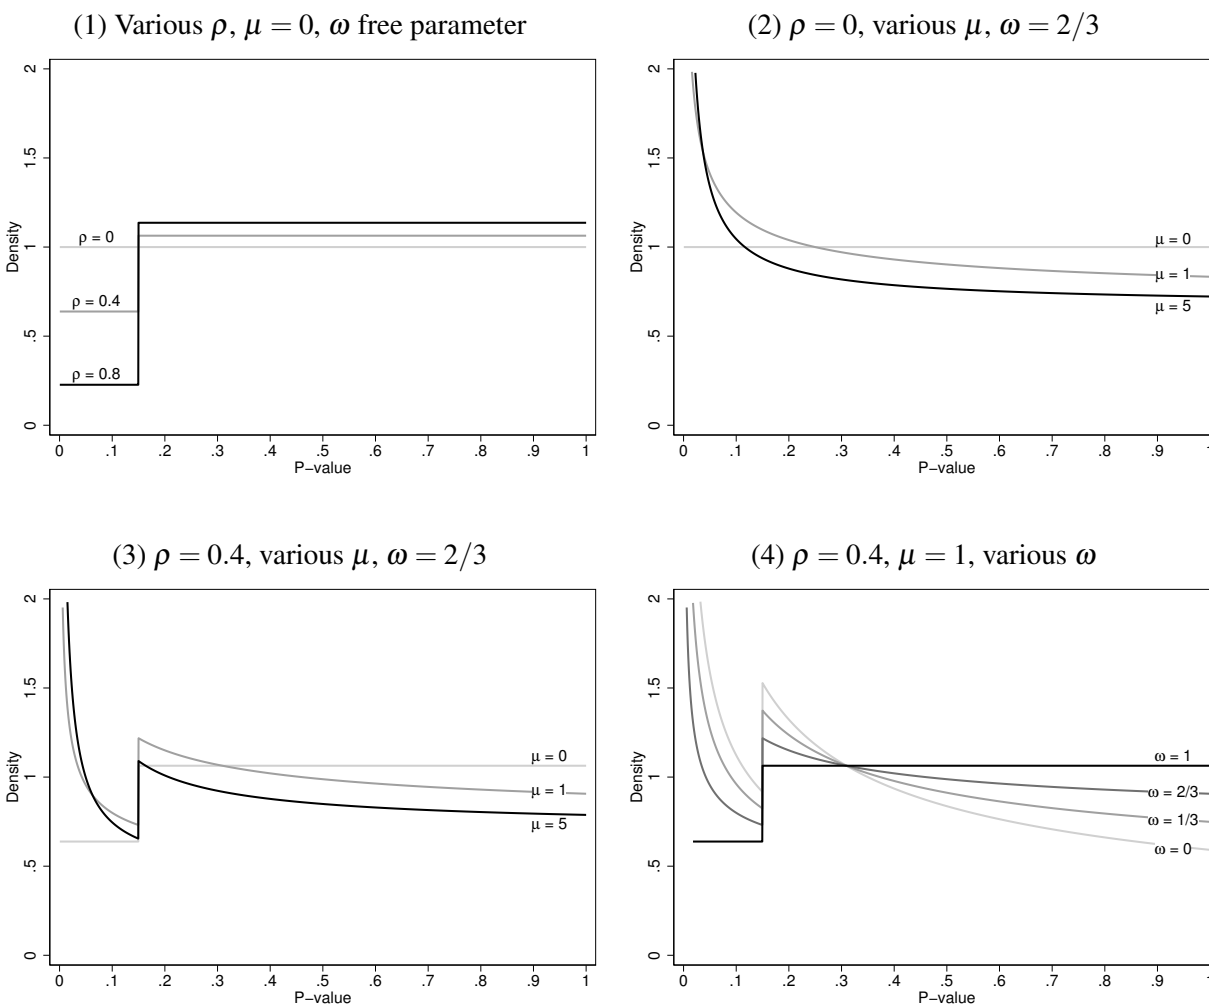 (1) Various ρ, μ = 0, ω free parameter
2
1.5
1
.5
0
Density
ρ = 0
ρ = 0.4
ρ = 0.8
0 .1 .2 .3 .4 .5 .6 .7 .8 .9 1
P−value
(2) ρ = 0, various μ, ω = 2/3
2
1.5
1
.5
0
Density
μ = 0
μ = 1
μ = 5
0 .1 .2 .3 .4 .5 .6 .7 .8 .9 1
P−value
(3) ρ = 0.4, various μ, ω = 2/3
2
1.5
1
.5
0
Density
μ = 0
μ = 1
μ = 5
0 .1 .2 .3 .4 .5 .6 .7 .8 .9 1
P−value
(4) ρ = 0.4, μ = 1, various ω
2
1.5
1
.5
0
Density
ω = 1
ω = 2/3
ω = 1/3
ω = 0
0 .1 .2 .3 .4 .5 .6 .7 .8 .9 1
P−value